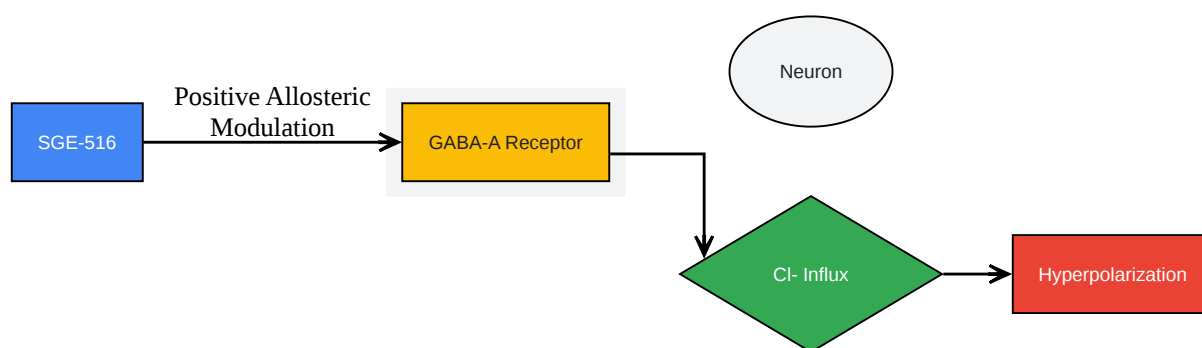 Neuron
Positive Allosteric
Modulation
SGE-516
GABA-A Receptor
Cl- Influx
Hyperpolarization